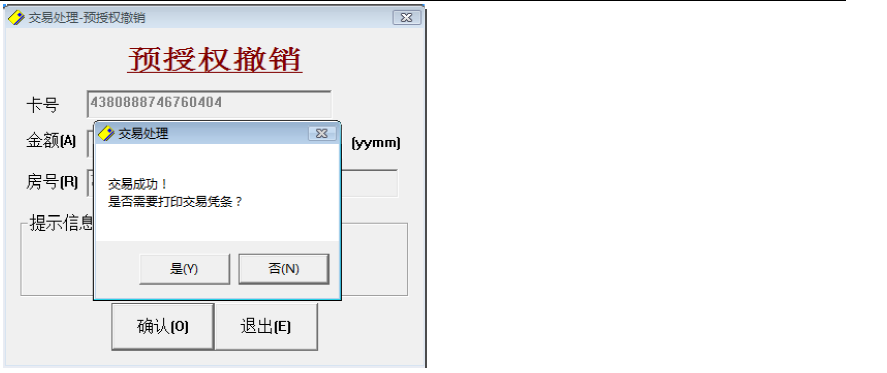 交易处理-预授权撤销
预授权撤销
卡号
4380888746760404
金额(A)
(yymm)
房号(R)
提示信息
交易处理
交易成功！
是否需要打印交易凭条？
是(Y)
否(N)
确认(O)
退出(E)